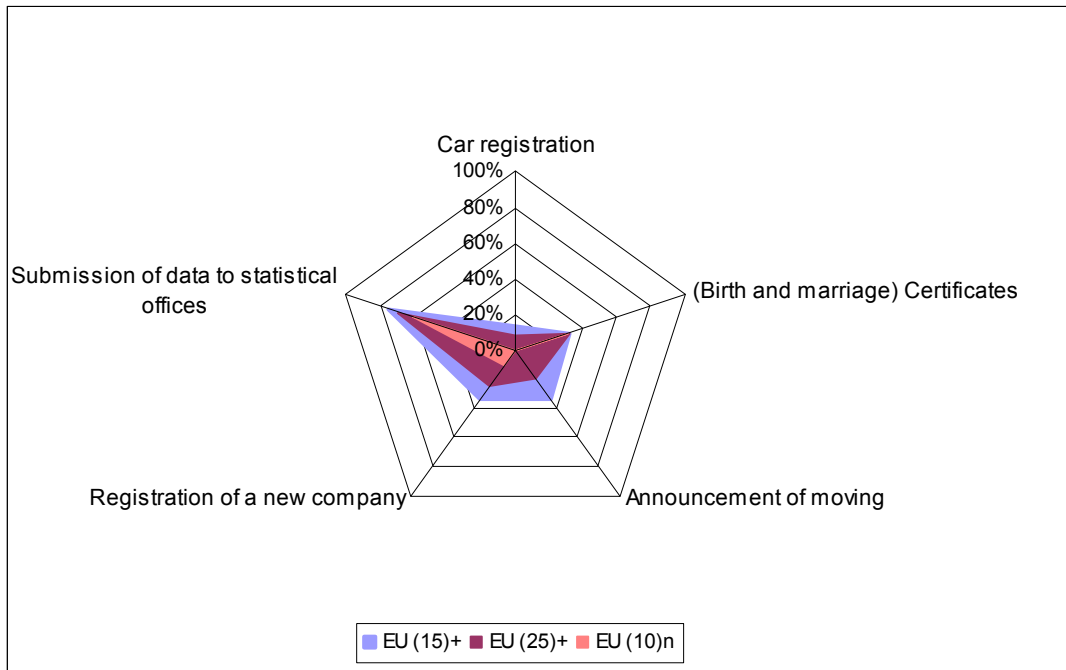 Car registration
100%
80%
60%
40%
20%
0%
Submission of data to statistical
offices
(Birth and marriage) Certificates
Registration of a new company
Announcement of moving
EU (15)+ EU (25)+ EU (10)n